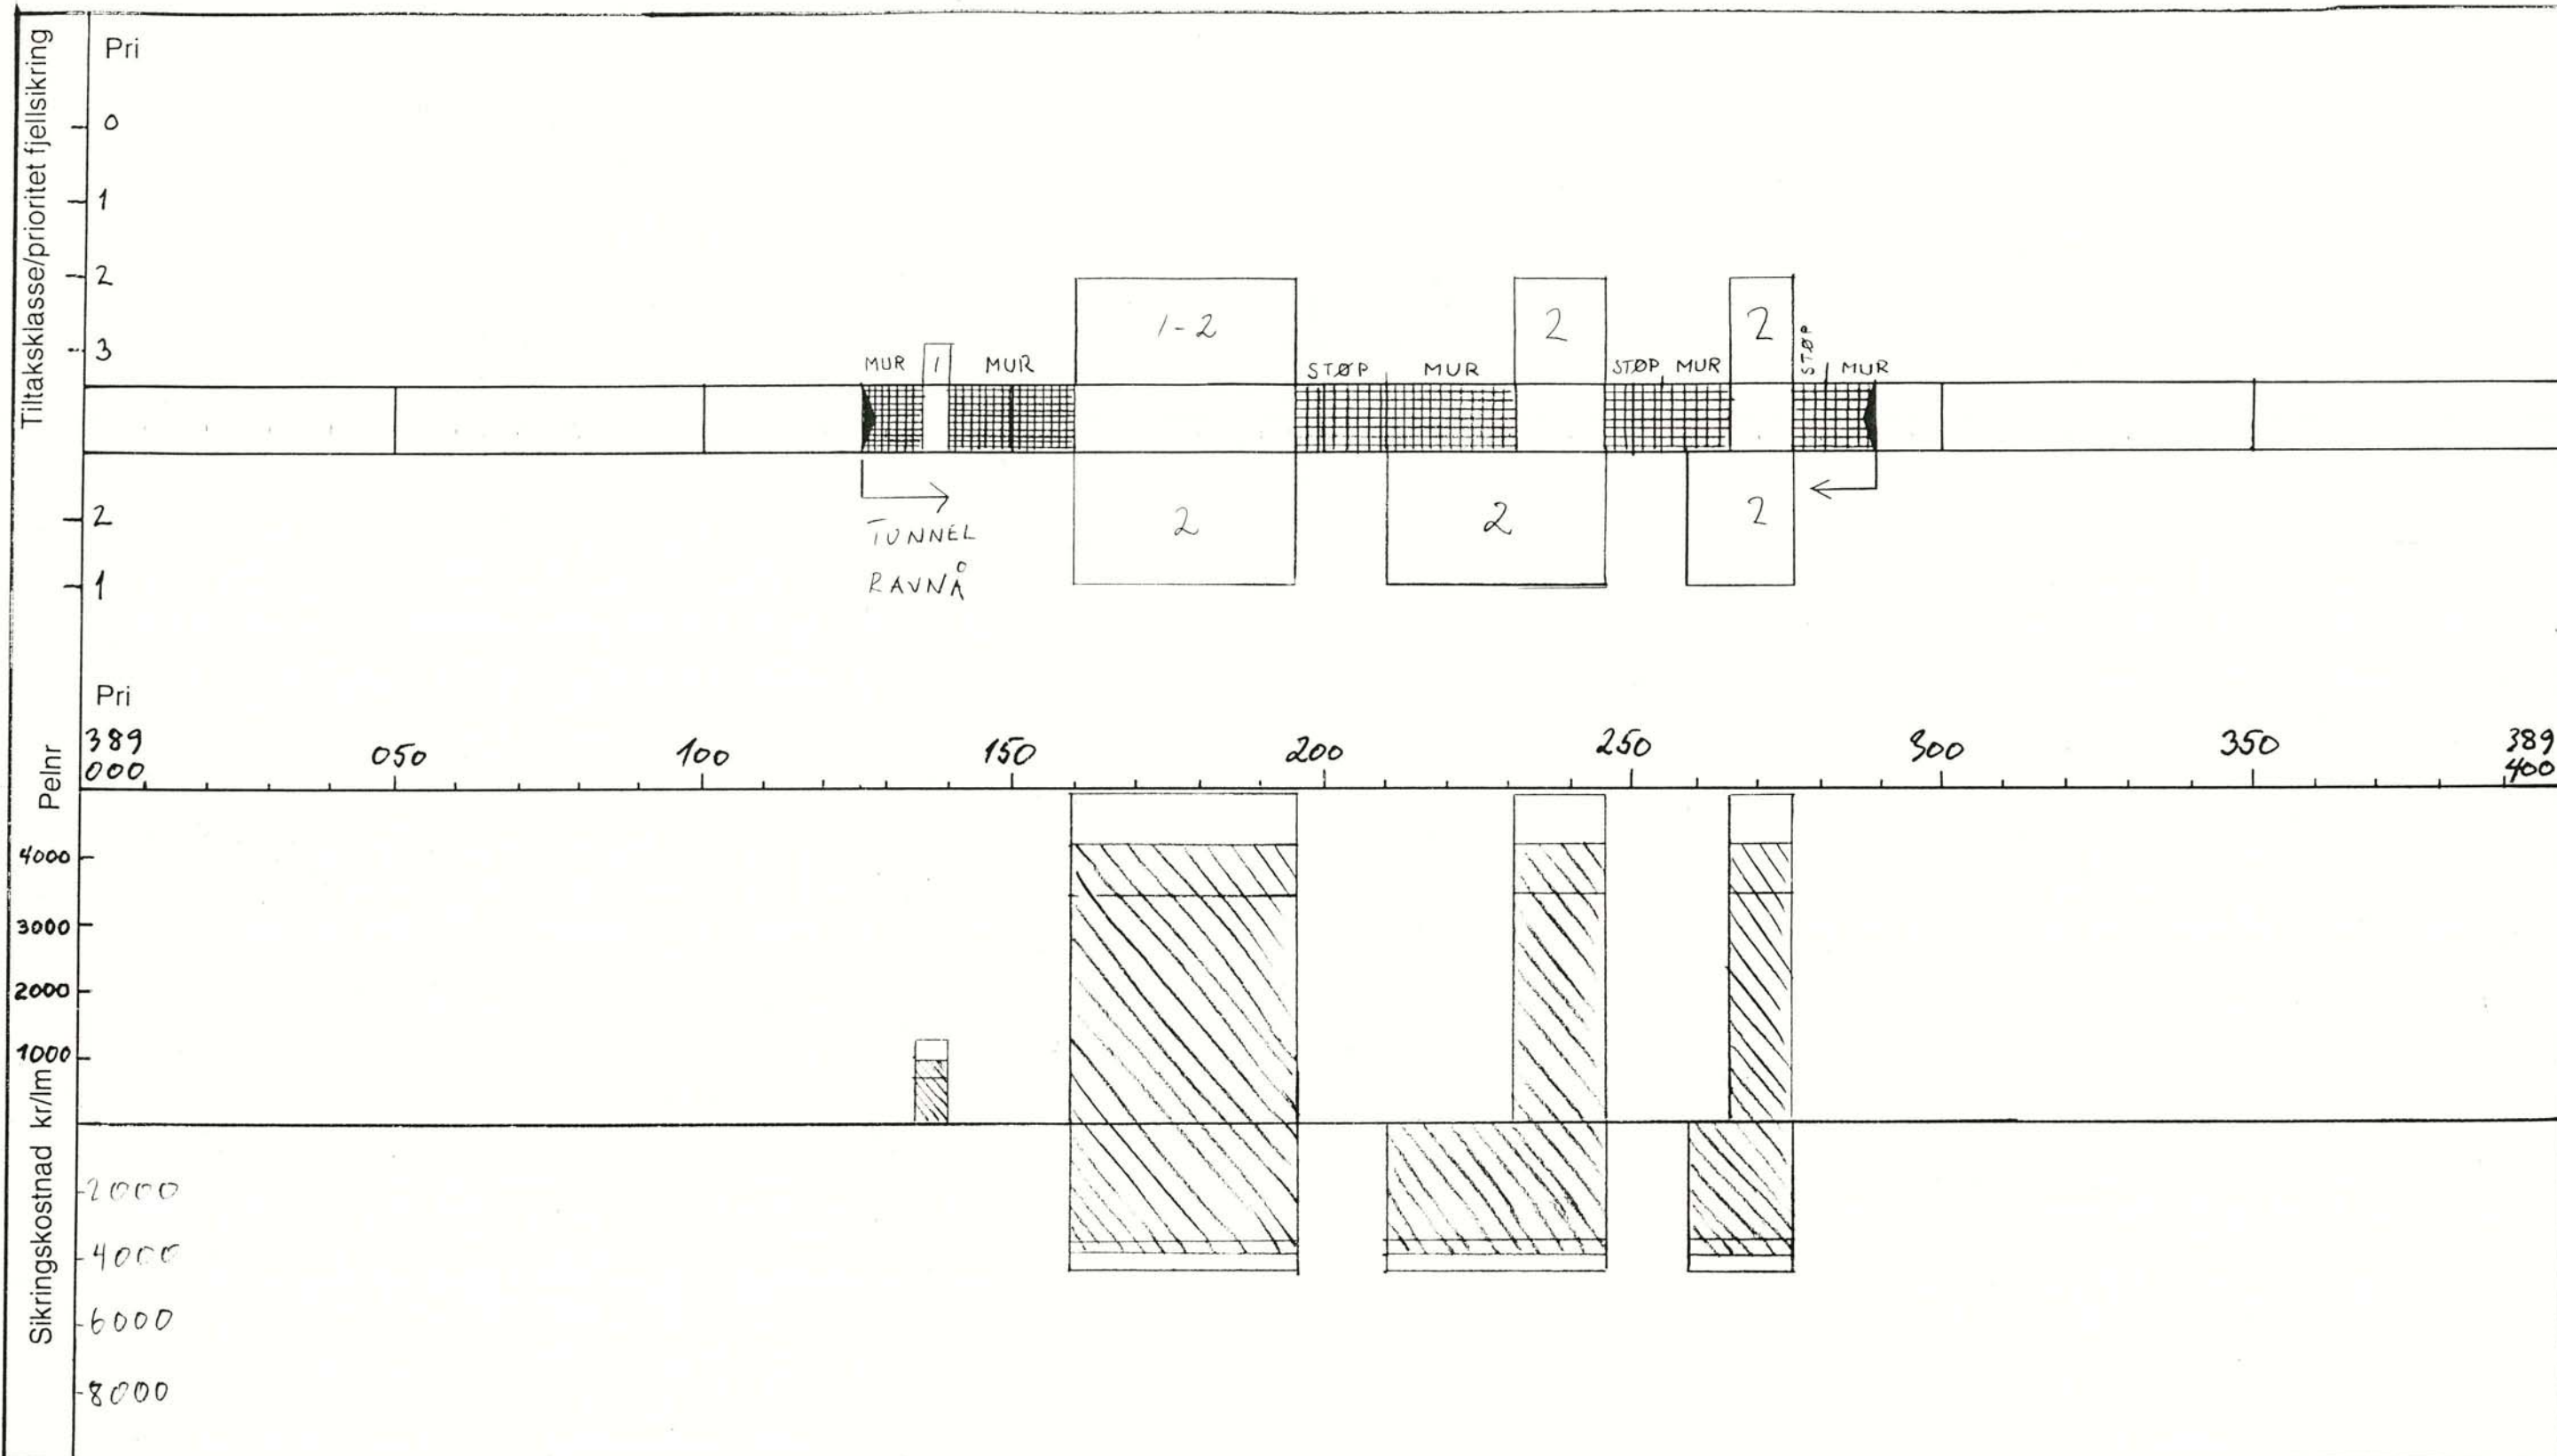 Tiltaksklasse/prioritet fjellsikring
Pri
0
1
2
3
MUR
1
MUR
1-2
STØP
MUR
2
STØP
MUR
2
STØP
MUR
2
1
TUNNEL
RAVNÅ
2
2
2
Pri
Pelnr
389
000
050
100
150
200
250
300
350
389
400
Sikringskostnad kr/lm
4000
3000
2000
1000
2000
4000
6000
8000